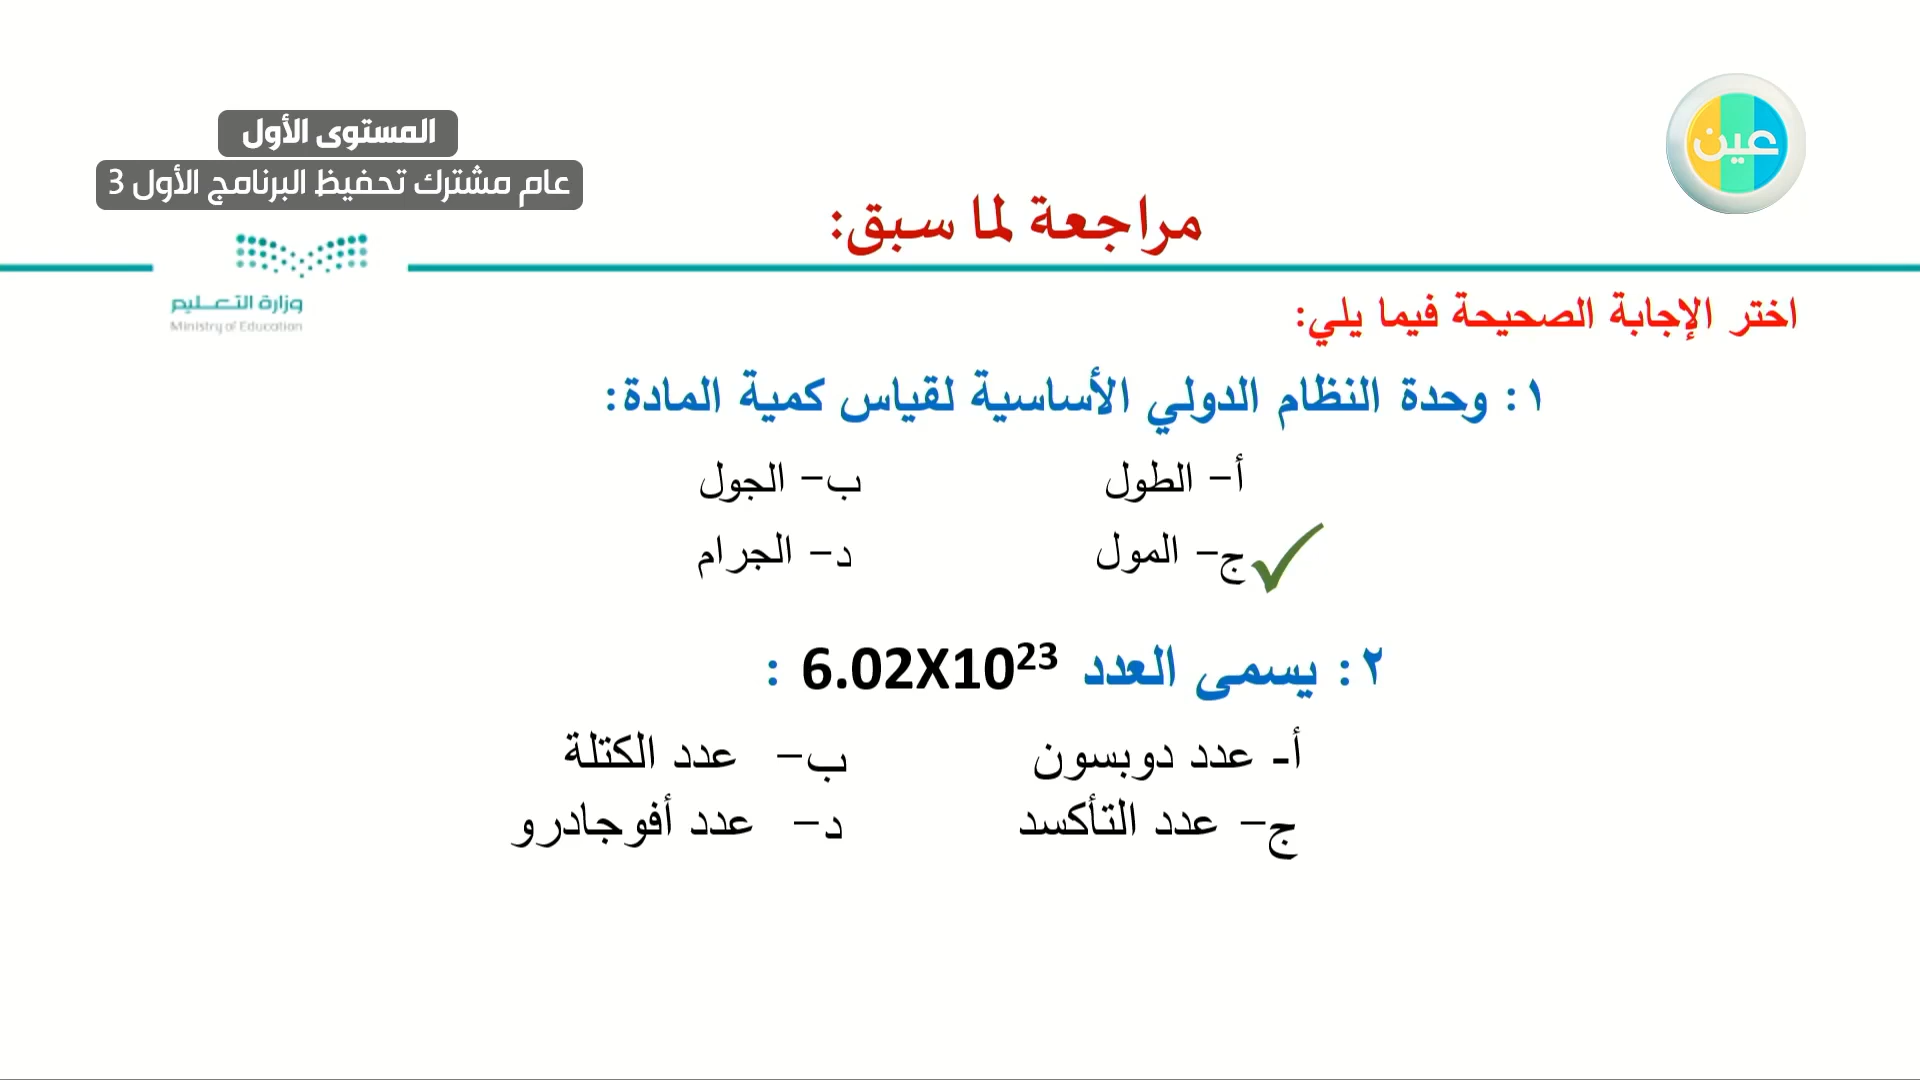 المستوى الأول
عام مشترك تحفيظ البرنامج الأول 3
عين
مراجعة لما سبق:
وزارة التعليم
Ministry of Education
اختر الإجابة الصحيحة فيما يلي:
١: وحدة النظام الدولي الأساسية لقياس كمية المادة:
أ- الطول ب- الجول
ج- المول د- الجرام
٢: يسمى العدد 6.02X10²³ :
أ- عدد دوبسون ب- عدد الكتلة
ج- عدد التأكسد د- عدد أفوجادرو